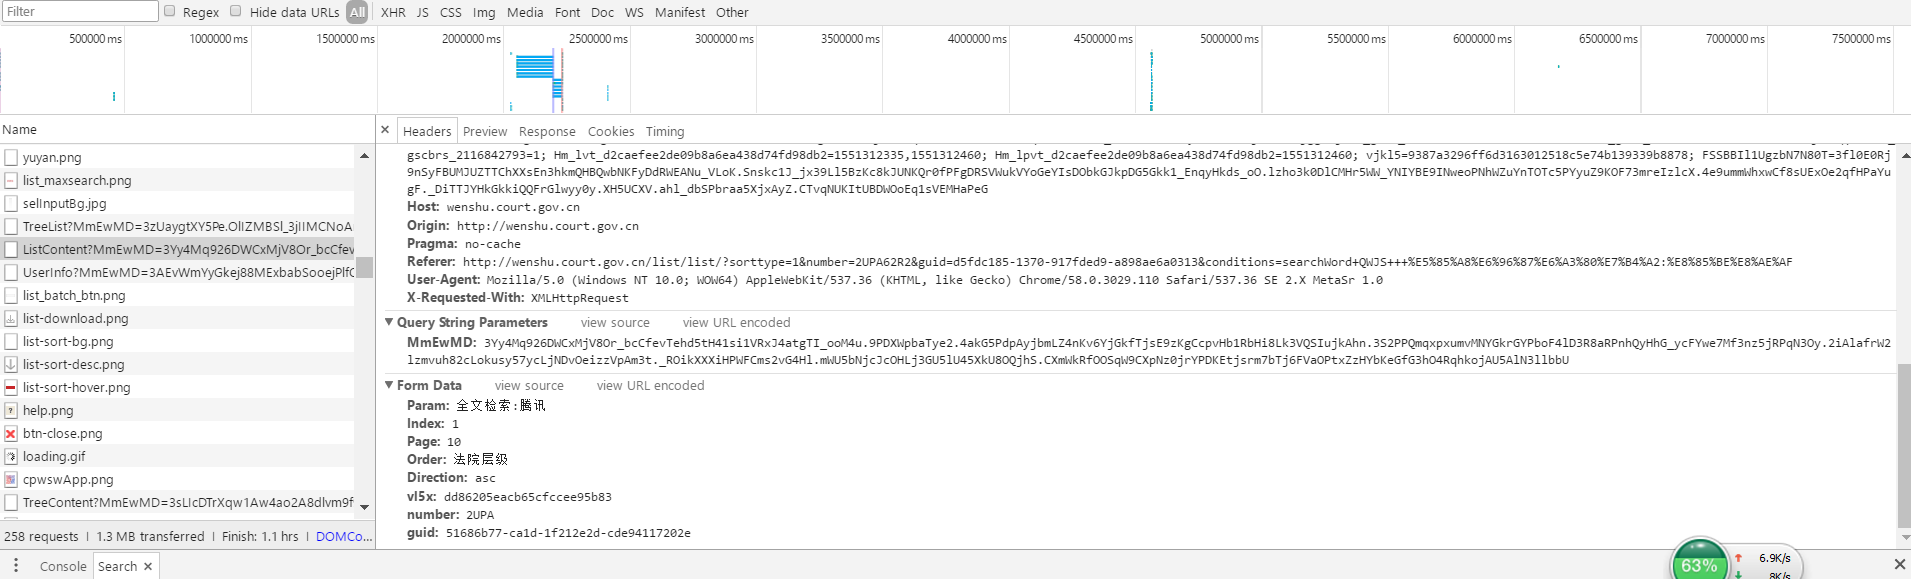 Filter Regex Hide data URLs All XHR JS CSS Img Media Font Doc WS Manifest Other
500000 ms 1000000 ms 1500000 ms 2000000 ms 2500000 ms 3000000 ms 3500000 ms 4000000 ms 4500000 ms 5000000 ms 5500000 ms 6000000 ms 6500000 ms 7000000 ms 7500000 ms
Name
yuyan.png
list_maxsearch.png
selInputBg.jpg
TreeList?MmEwMD=3zUaygtXY5Pe.OlIZMBSl_3jIIMCNoA
ListContent?MmEwMD=3Yy4Mq926DWCxMjV8Or_bcCfev
UserInfo?MmEwMD=3AEvWmYyGkej88MExbabSooejPlf
list_batch_btn.png
list-download.png
list-sort-bg.png
list-sort-desc.png
list-sort-hover.png
help.png
btn-close.png
loading.gif
cpwswApp.png
TreeContent?MmEwMD=3sLIcDTrXqw1Aw4ao2A8dlvm9f
258 requests | 1.3 MB transferred | Finish: 1.1 hrs | DOMCo...
× Headers Preview Response Cookies Timing
gscbrs_2116842793=1; Hm_lvt_d2caefee2de09b8a6ea438d74fd98db2=1551312335,1551312460; Hm_lpvt_d2caefee2de09b8a6ea438d74fd98db2=1551312460; vjkl5=9387a3296ff6d3163012518c5e74b139339b8878; FSSBBIl1UgzbN7N80T=3fl0E0Rj
9nSyFBUMJUZTTChXXsEn3hkmQHBQwbNKFyDdRWEANu_VLoK.Snskc1J_jx39Ll5BzKc8kJUNKQr0fPFgDRSVWukVYoGeYIsDObkGJkpDG5Gkk1_EnqyHkds_oO.lzho3k0DlCMHr5WW_YNIYBE9INweoPNhWZuYnTOTc5PYyuZ9KOF73mreIzlcX.4e9ummWhxwCf8sUExOe2qfHPaYu
gF._DiTTJYHkGkkiQQFrGlwyy0y.XH5UCXV.ahl_dbSPbraa5XjxAyZ.CTvqNUKItUBDWOoEq1sVEMHaPeG
Host: wenshu.court.gov.cn
Origin: http://wenshu.court.gov.cn
Pragma: no-cache
Referer: http://wenshu.court.gov.cn/list/list/?sorttype=1&number=2UPA62R2&guid=d5fdc185-1370-917fded9-a898ae6a0313&conditions=searchWord+QWJS+++%E5%85%A8%E6%96%87%E6%A3%80%E7%B4%A2:%E8%85%BE%E8%AE%AF
User-Agent: Mozilla/5.0 (Windows NT 10.0; WOW64) AppleWebKit/537.36 (KHTML, like Gecko) Chrome/58.0.3029.110 Safari/537.36 SE 2.X MetaSr 1.0
X-Requested-With: XMLHttpRequest
Query String Parameters view source view URL encoded
MmEwMD: 3Yy4Mq926DWCxMjV8Or_bcCfevTehd5tH41si1VRxJ4atgTI_ooM4u.9PDXWpbaTye2.4akG5PdpAyjbmLZ4nKv6YjGkfTjsE9zKgCcpvHb1RbHi8Lk3VQSIujkAhn.3S2PPQmqxpxumvMNYGkrGYPboF4lD3R8aRPnhQyHhG_ycFYwe7Mf3nz5jRPqN3Oy.2iAlafrW2
lzmvuh82cLokusy57ycLjNDvOeizzVpAm3t._ROikXXXiHPWFCms2vG4Hl.mWU5bNjcJcOHLj3GU5lU45XkU8OQjhS.CXmWkRfOOSqW9CXpNz0jrYPDKEtjsrm7bTj6FVaOPtxZzHYbKeGfG3hO4RqhkojAU5AlN3llbbU
Form Data view source view URL encoded
Param: 全文检索:腾讯
Index: 1
Page: 10
Order: 法院层级
Direction: asc
vl5x: dd86205eacb65cfccee95b83
number: 2UPA
guid: 51686b77-ca1d-1f212e2d-cde94117202e
Console Search ×
63% 6.9K/s
8K/s